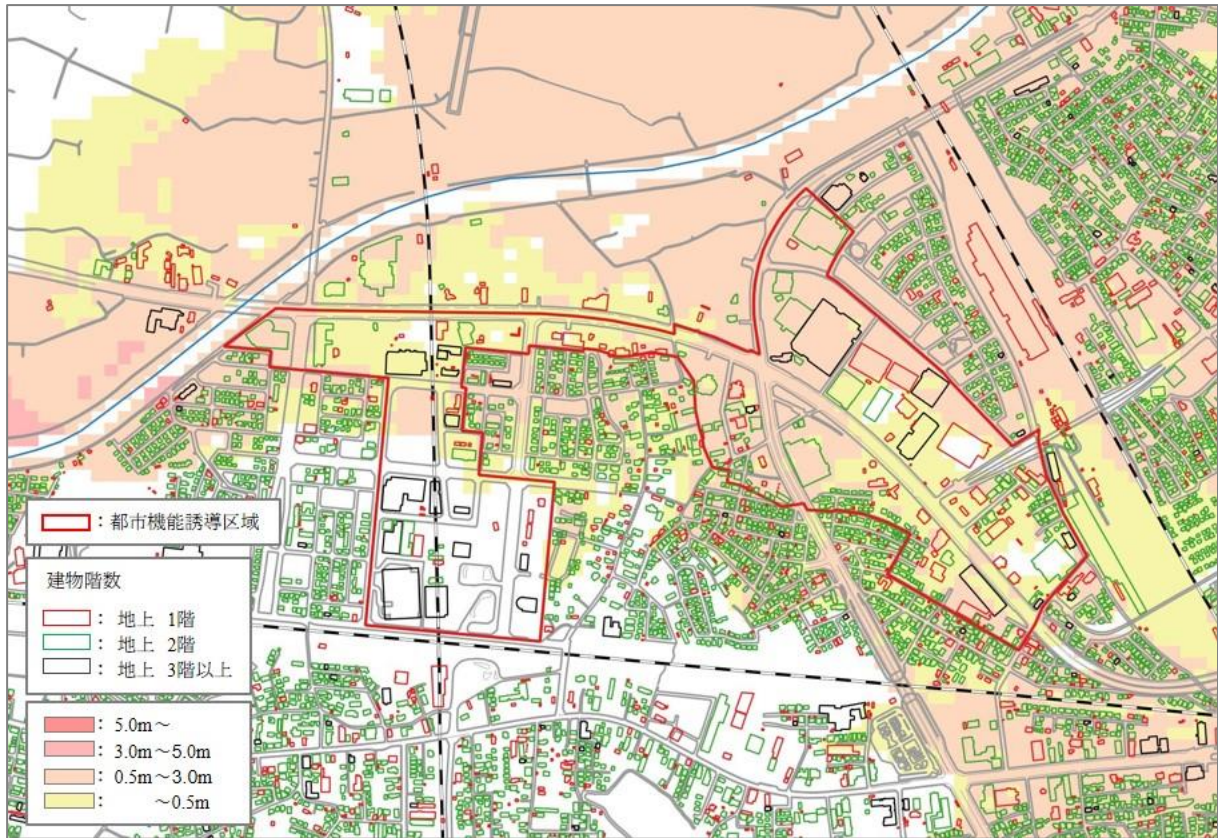 ：都市機能誘導区域
建物階数
：地上 1階
：地上 2階
：地上 3階以上
：5.0m～
：3.0m～5.0m
：0.5m～3.0m
：～0.5m